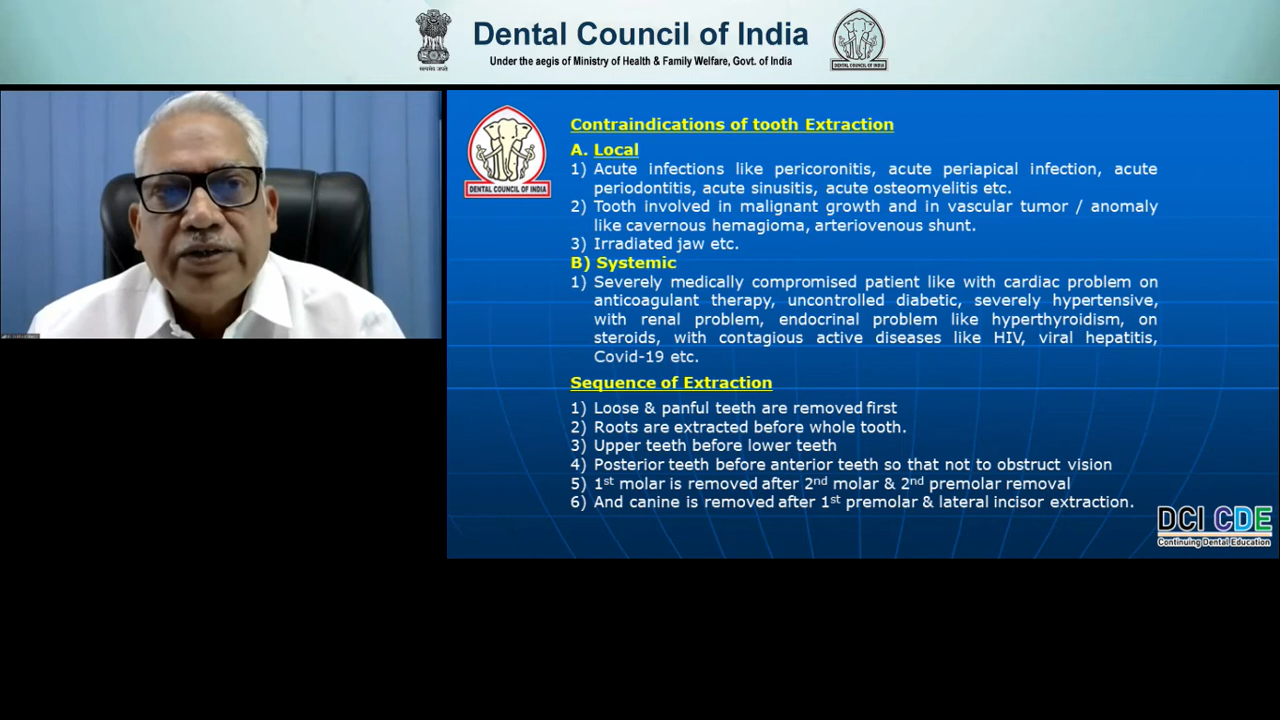 Dental Council of India
Under the aegis of Ministry of Health & Family Welfare, Govt. of India
सत्यमेव जयते
DENTAL COUNCIL OF INDIA
DENTAL COUNCIL OF INDIA
Contraindications of tooth Extraction
A. Local
1) Acute infections like pericoronitis, acute periapical infection, acute
periodontitis, acute sinusitis, acute osteomyelitis etc.
2) Tooth involved in malignant growth and in vascular tumor / anomaly
like cavernous hemagioma, arteriovenous shunt.
3) Irradiated jaw etc.
B) Systemic
1) Severely medically compromised patient like with cardiac problem on
anticoagulant therapy, uncontrolled diabetic, severely hypertensive,
with renal problem, endocrinal problem like hyperthyroidism, on
steroids, with contagious active diseases like HIV, viral hepatitis,
Covid-19 etc.
Sequence of Extraction
1) Loose & panful teeth are removed first
2) Roots are extracted before whole tooth.
3) Upper teeth before lower teeth
4) Posterior teeth before anterior teeth so that not to obstruct vision
5) 1st molar is removed after 2nd molar & 2nd premolar removal
6) And canine is removed after 1st premolar & lateral incisor extraction.
DCI CDE
Continuing Dental Education